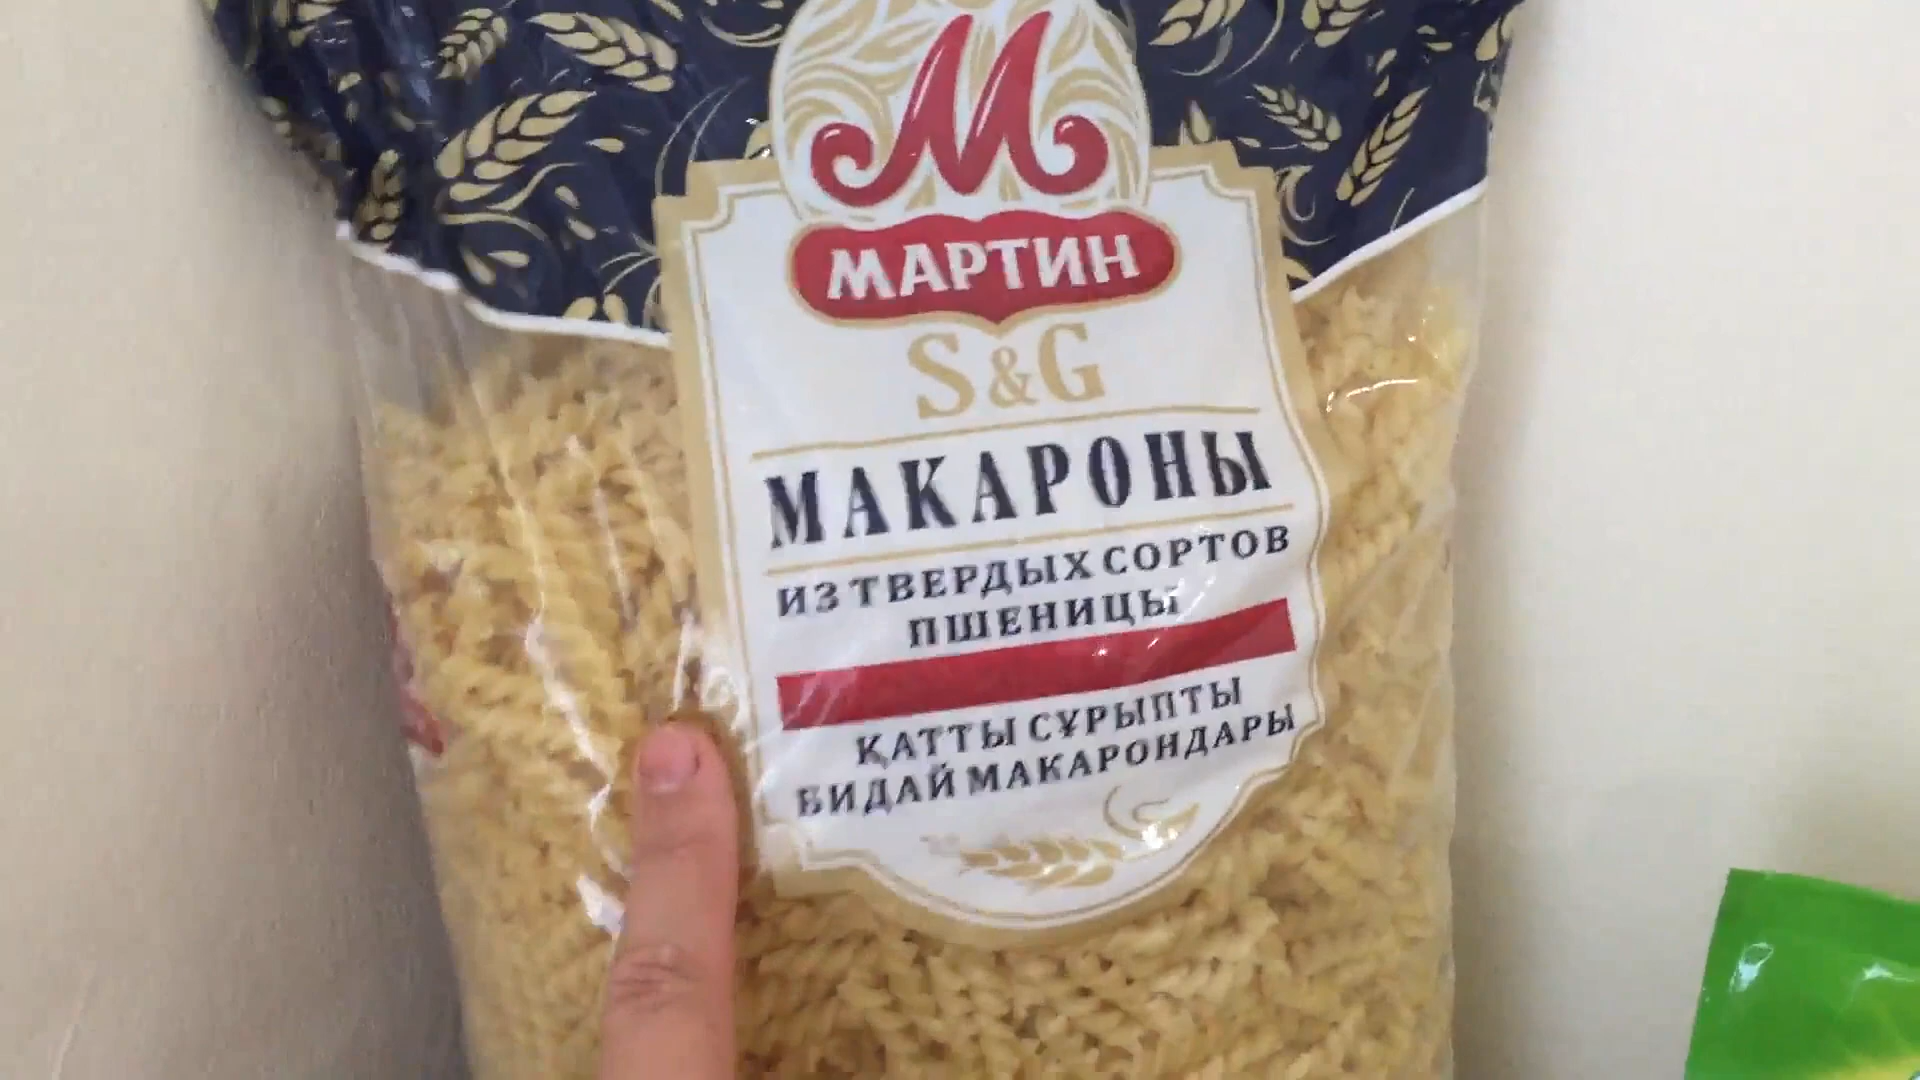 М
МАРТИН
S&G
МАКАРОНЫ
ИЗ ТВЕРДЫХ СОРТОВ
ПШЕНИЦЫ
ҚАТТЫ СҰРЫПТЫ
БИДАЙ МАКАРОНДАРЫ